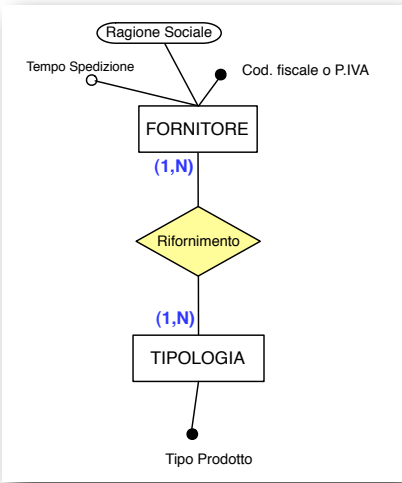 Ragione Sociale
Tempo Spedizione
Cod. fiscale o P.IVA
FORNITORE
(1,N)
Rifornimento
(1,N)
TIPOLOGIA
Tipo Prodotto